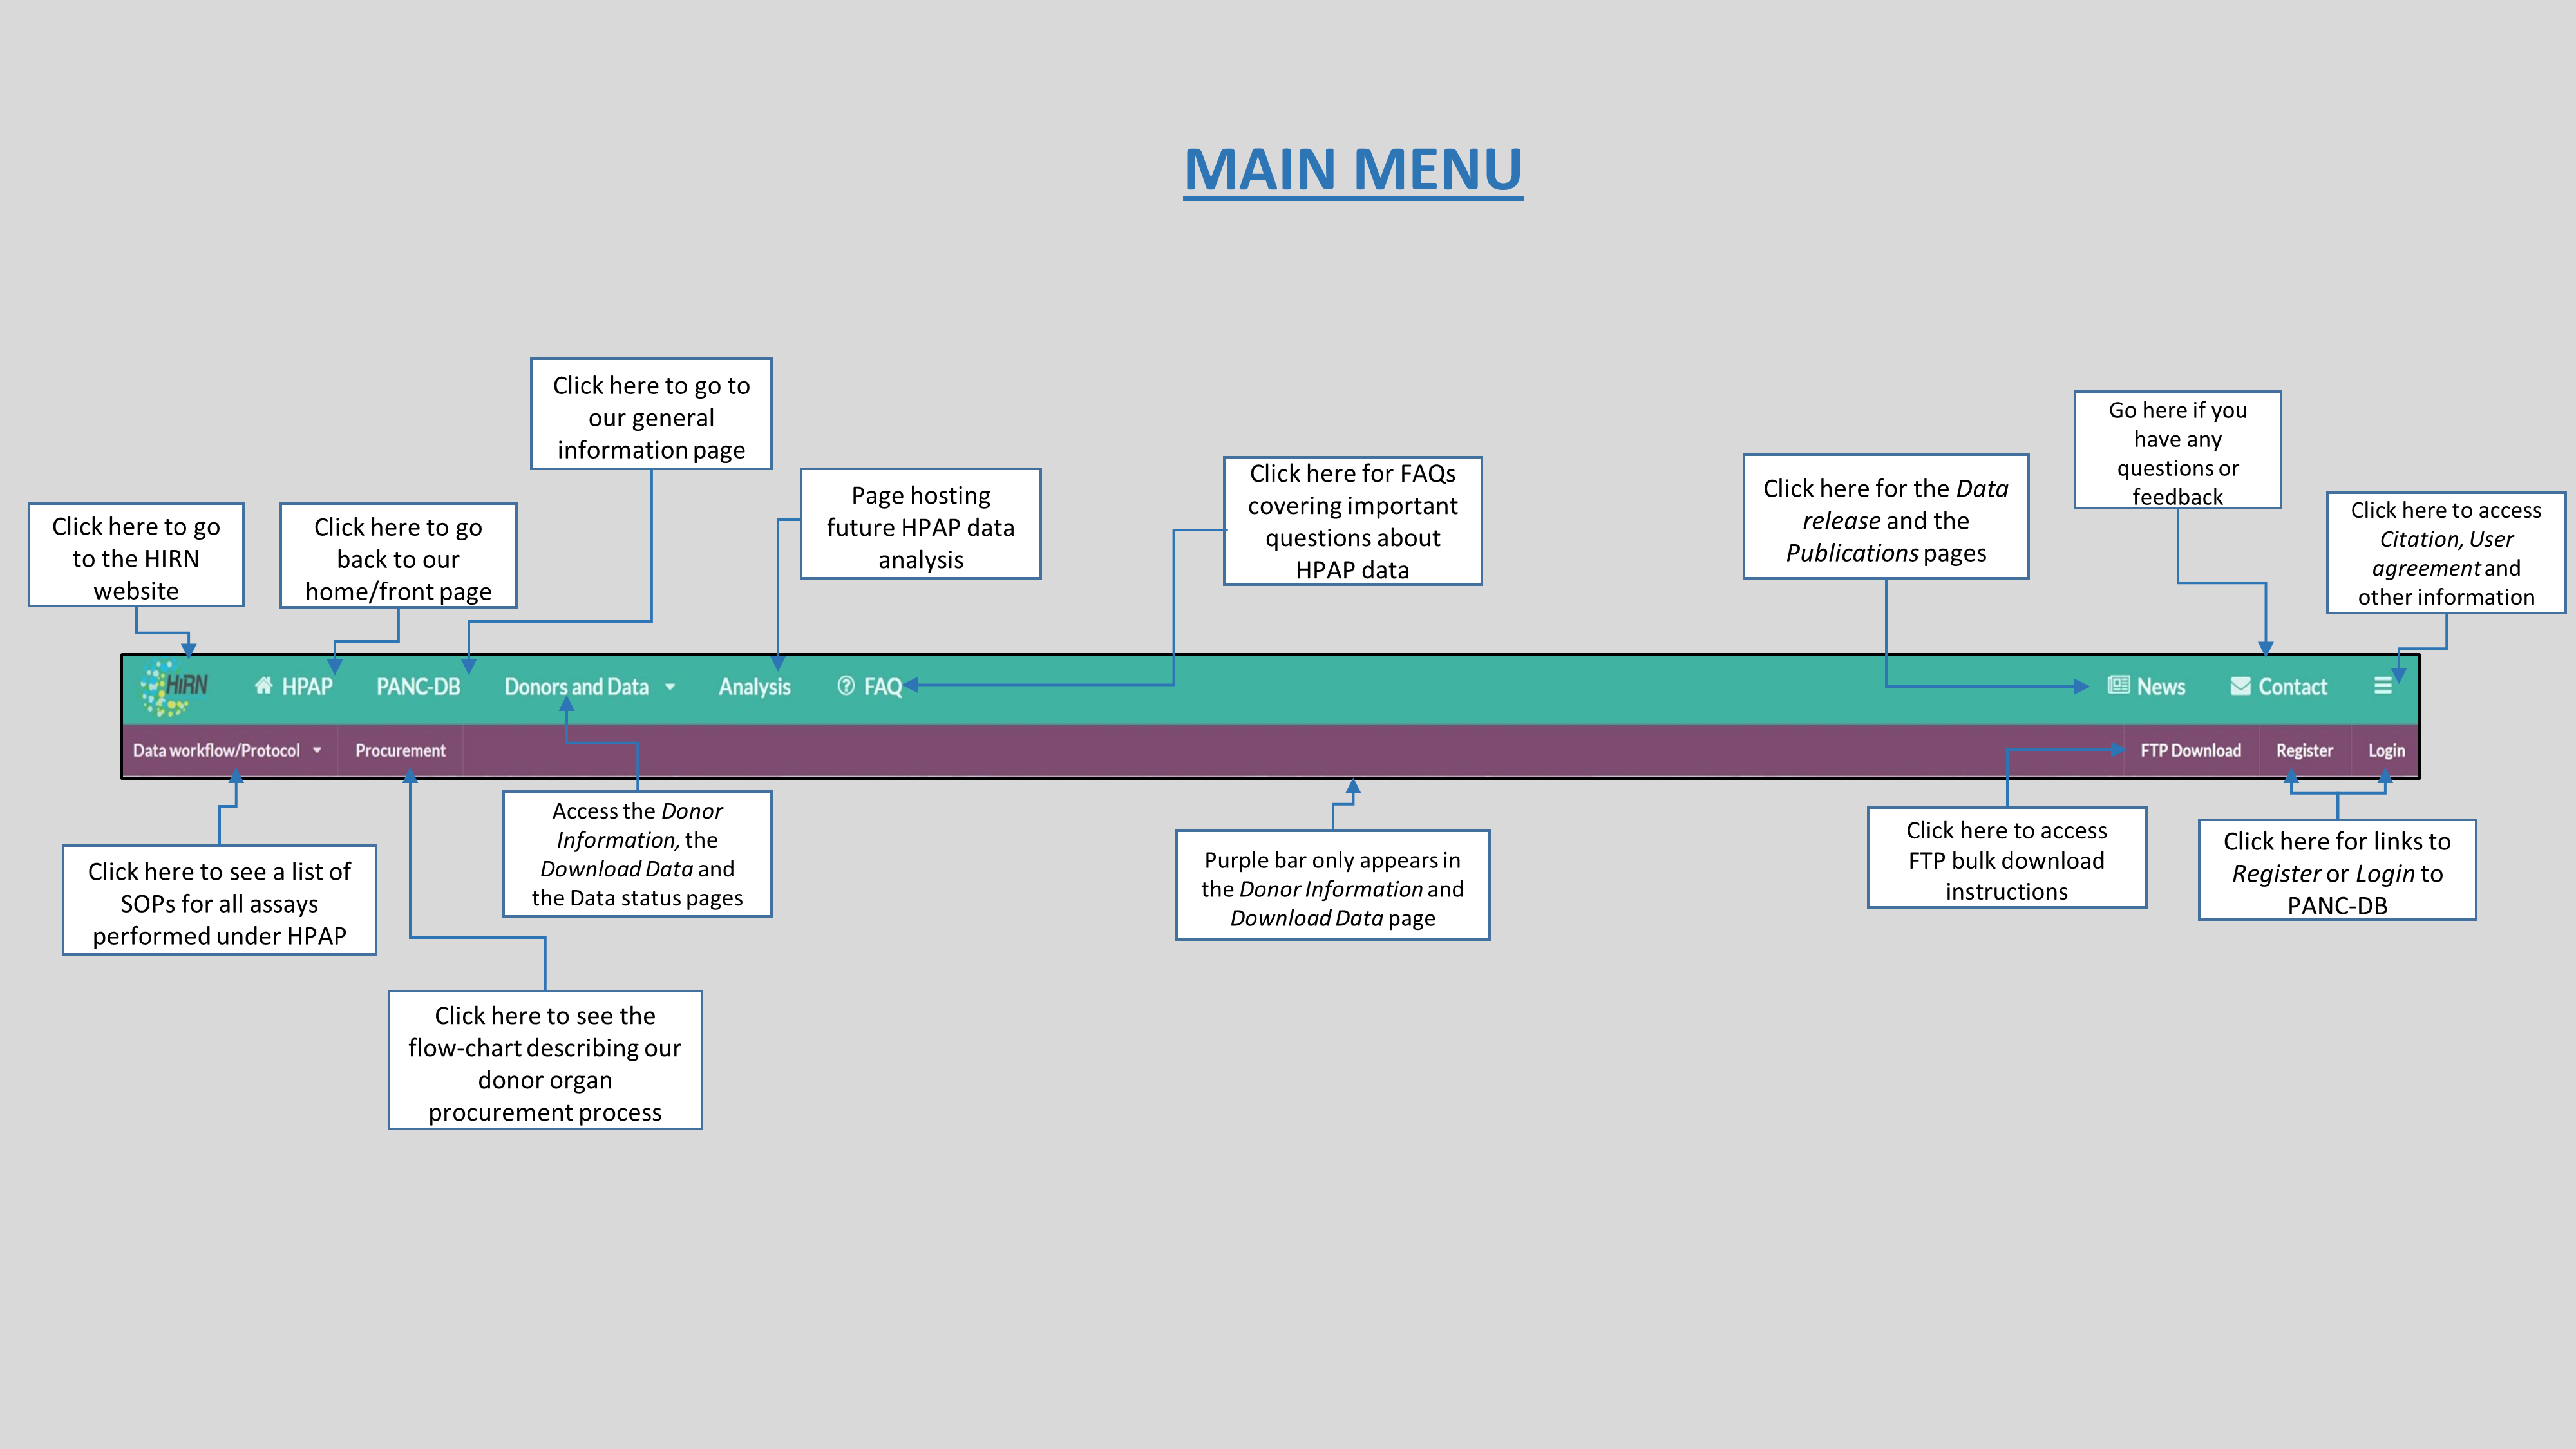 MAIN MENU
Click here to go to
our general
information page
Go here if you
have any
questions or
feedback
Click here for FAQs
covering important
questions about
HPAP data
Click here for the Data
release and the
Publications pages
Page hosting
future HPAP data
analysis
Click here to access
Citation, User
agreement and
other information
Click here to go
to the HIRN
website
Click here to go
back to our
home/front page
HIRN HPAP PANC-DB Donors and Data Analysis FAQ News Contact
Data workflow/Protocol Procurement FTP Download Register Login
Access the Donor
Information, the
Download Data and
the Data status pages
Click here to access
FTP bulk download
instructions
Click here for links to
Register or Login to
PANC-DB
Purple bar only appears in
the Donor Information and
Download Data page
Click here to see a list of
SOPs for all assays
performed under HPAP
Click here to see the
flow-chart describing our
donor organ
procurement process